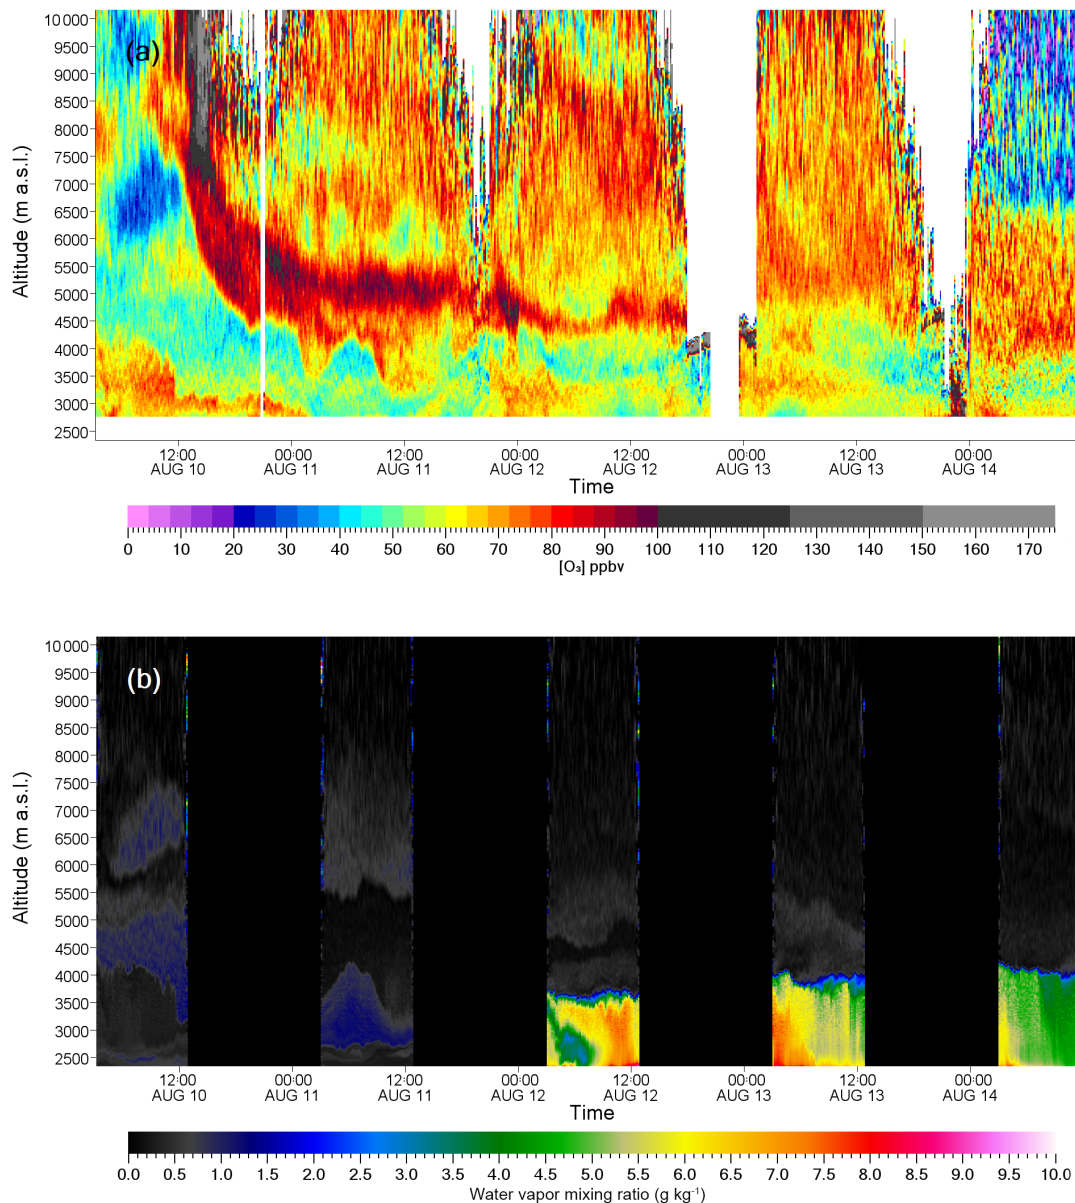 (a)
Altitude (m a.s.l.)
10 000
9500
9000
8500
8000
7500
7000
6500
6000
5500
5000
4500
4000
3500
3000
2500
12:00 00:00 12:00 00:00 12:00 00:00 12:00 00:00
AUG 10 AUG 11 AUG 11 AUG 12 AUG 12 AUG 13 AUG 13 AUG 14
Time
0 10 20 30 40 50 60 70 80 90 100 110 120 130 140 150 160 170
[O₃] ppbv
(b)
Altitude (m a.s.l.)
10 000
9500
9000
8500
8000
7500
7000
6500
6000
5500
5000
4500
4000
3500
3000
2500
12:00 00:00 12:00 00:00 12:00 00:00 12:00 00:00
AUG 10 AUG 11 AUG 11 AUG 12 AUG 12 AUG 13 AUG 13 AUG 14
Time
0.0 0.5 1.0 1.5 2.0 2.5 3.0 3.5 4.0 4.5 5.0 5.5 6.0 6.5 7.0 7.5 8.0 8.5 9.0 9.5 10.0
Water vapor mixing ratio (g kg⁻¹)